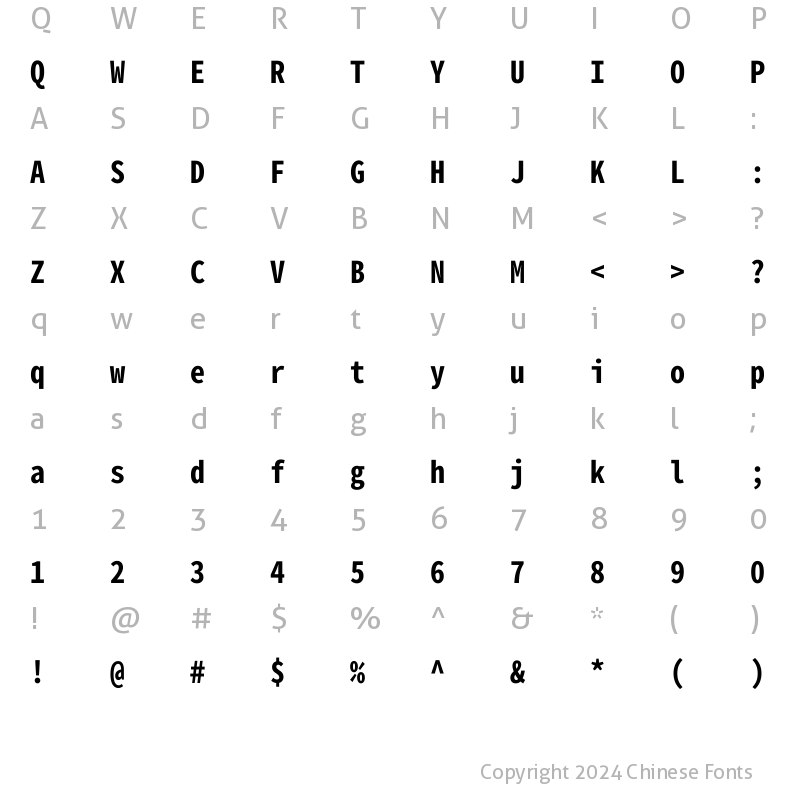 Q W E R T Y U I O P
Q W E R T Y U I O P
A S D F G H J K L :
A S D F G H J K L :
Z X C V B N M < > ?
Z X C V B N M < > ?
q w e r t y u i o p
q w e r t y u i o p
a s d f g h j k l ;
a s d f g h j k l ;
1 2 3 4 5 6 7 8 9 0
1 2 3 4 5 6 7 8 9 0
! @ # $ % ^ & * ( )
! @ # $ % ^ & * ( )
Copyright 2024 Chinese Fonts